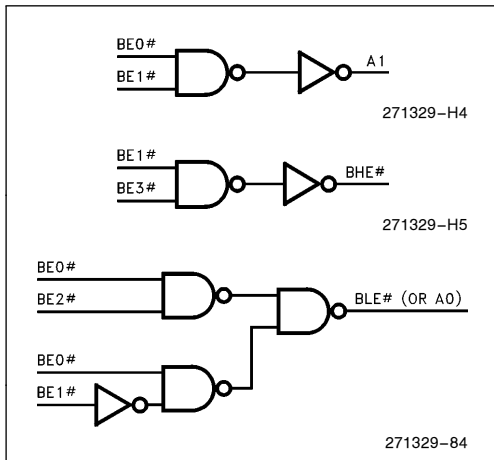 BE0#
BE1#
A1
271329–H4
BE1#
BE3#
BHE#
271329–H5
BE0#
BE2#
BLE# (OR A0)
BE0#
BE1#
271329–84